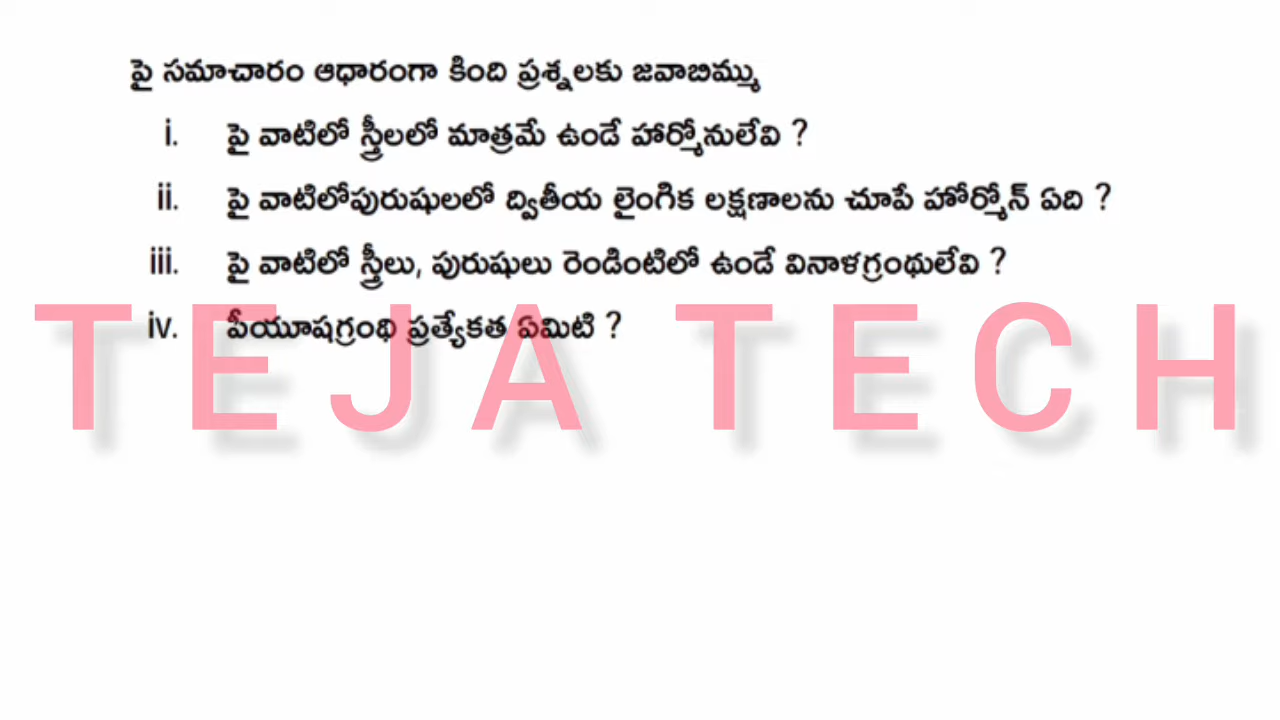 పై సమాచారం ఆధారంగా కింది ప్రశ్నలకు జవాబిమ్ము
i. పై వాటిలో స్త్రీలలో మాత్రమే ఉండే హార్మోనులేవి ?
ii. పై వాటిలోపురుషులలో ద్వితీయ లైంగిక లక్షణాలను చూపే హోర్మోన్ ఏది ?
iii. పై వాటిలో స్త్రీలు, పురుషులు రెండింటిలో ఉండే వినాళగ్రంథులేవి ?
iv. పీయూషగ్రంథి ప్రత్యేకత ఏమిటి ?
TEJA TECH